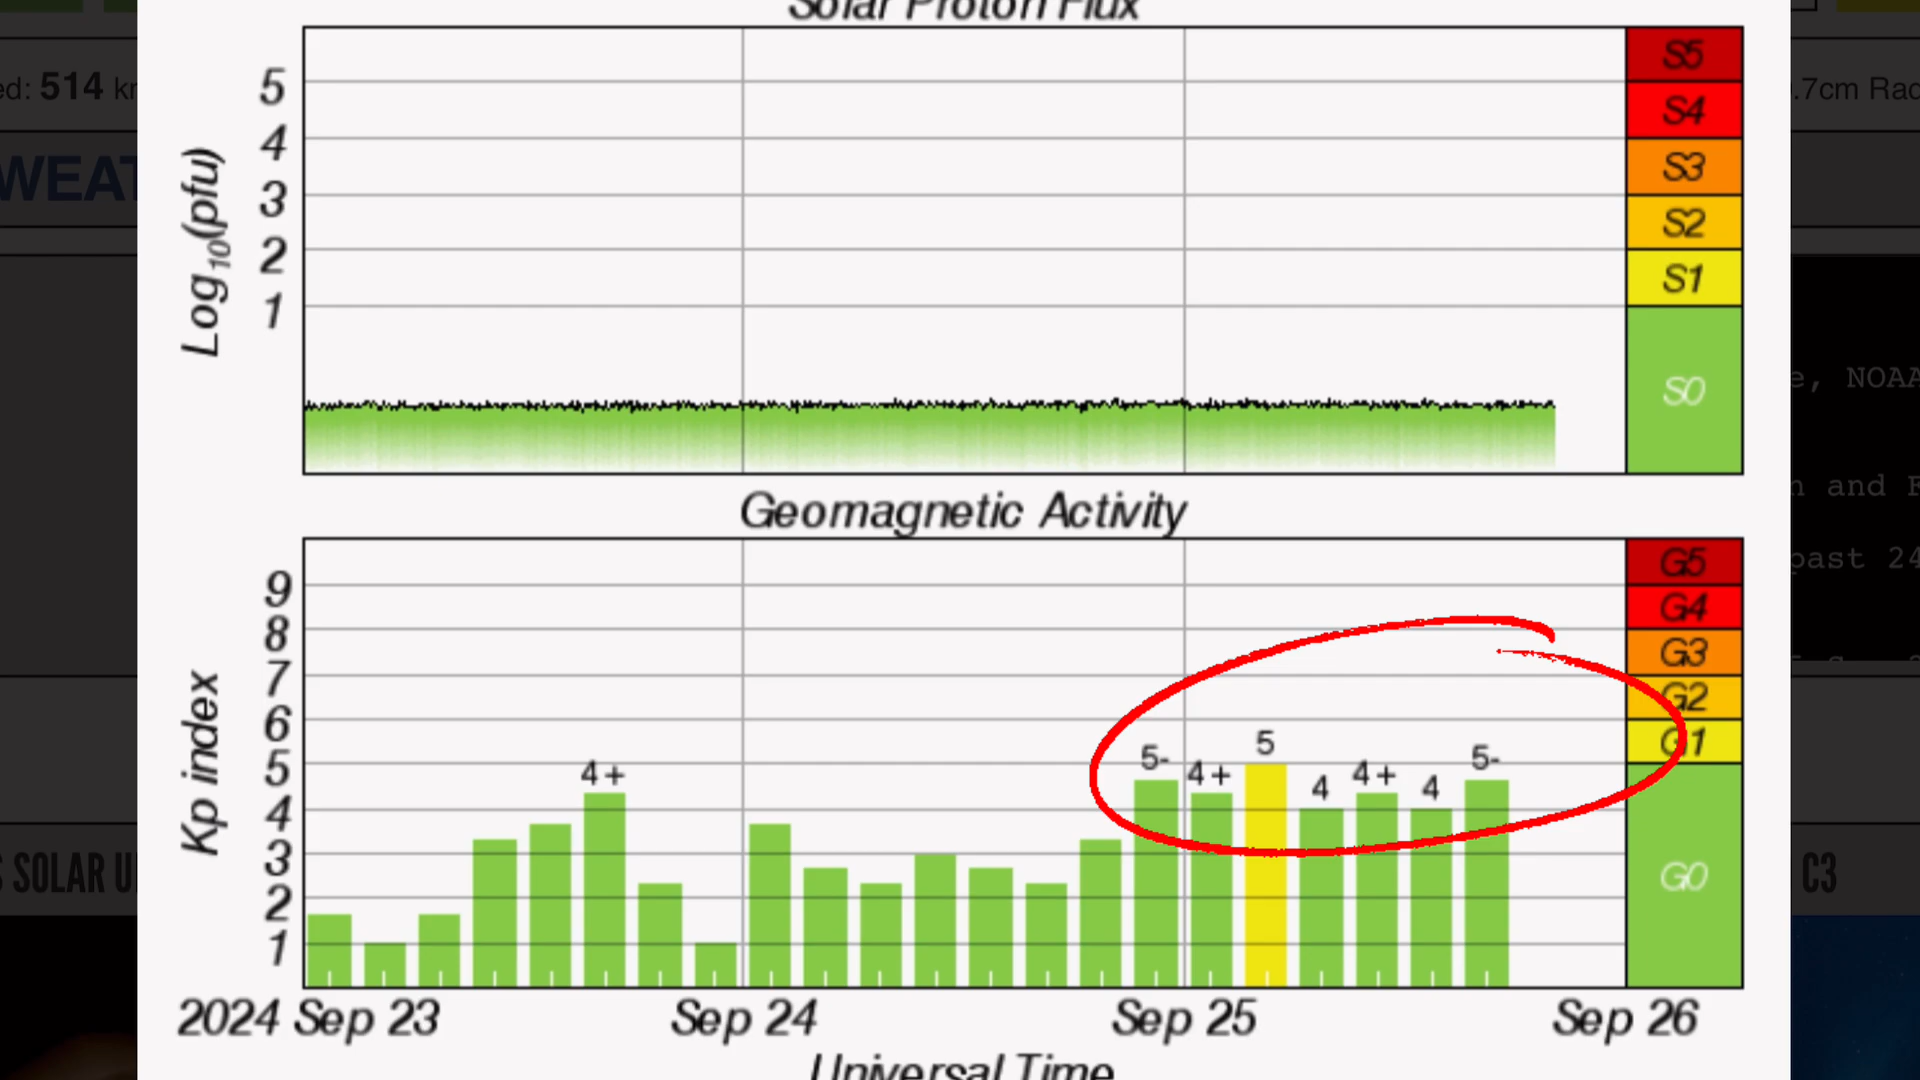 Solar Proton Flux
5
4
3
2
1
Log10(pfu)
S5
S4
S3
S2
S1
S0
Geomagnetic Activity
9
8
7
6
5
4
3
2
1
Kp index
4+
5-
4+
5
4
4+
4
5-
G5
G4
G3
G2
G1
G0
2024 Sep 23
Sep 24
Sep 25
Sep 26
Universal Time
514
SOLAR U
.7cm
NOAA
and
past 24
C3